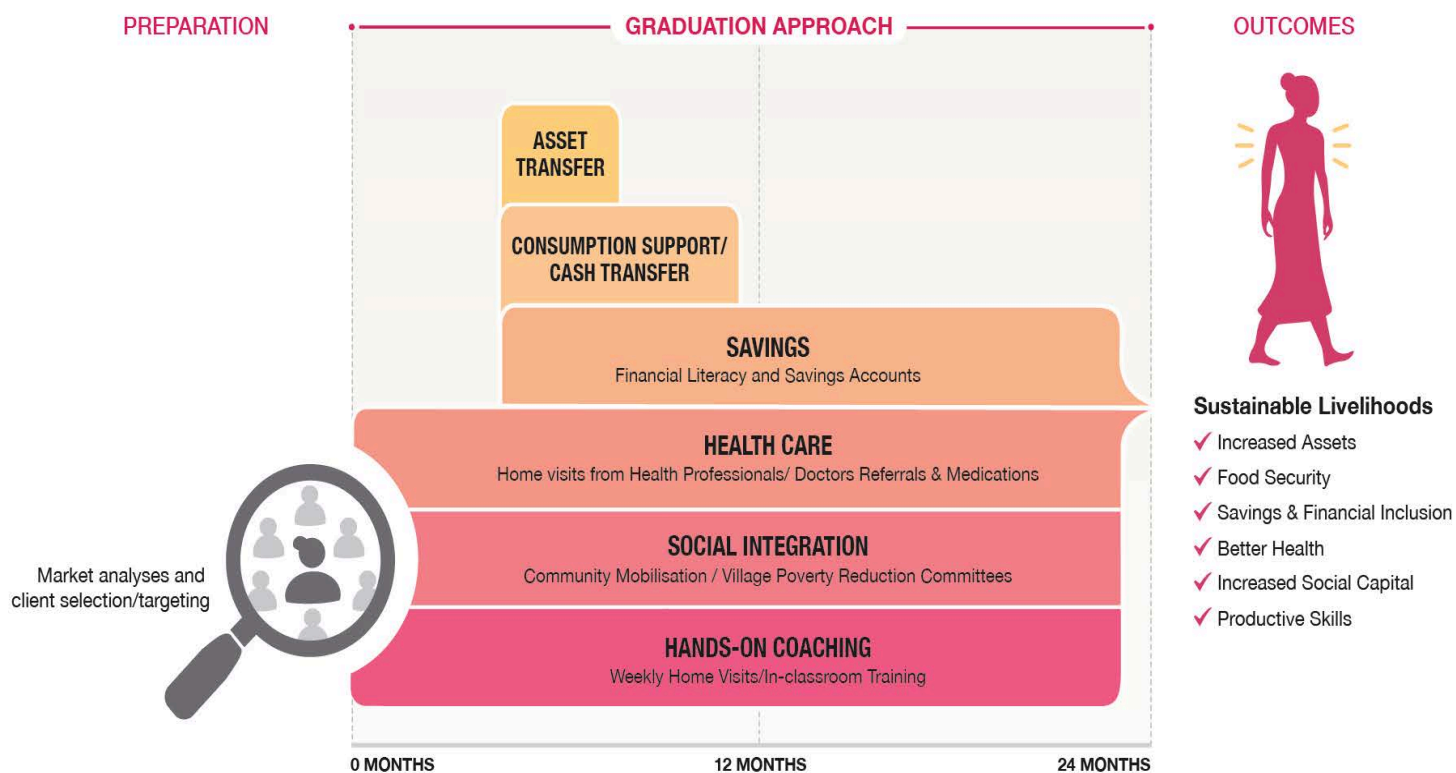 PREPARATION
GRADUATION APPROACH
OUTCOMES
ASSET
TRANSFER
CONSUMPTION SUPPORT/
CASH TRANSFER
SAVINGS
Financial Literacy and Savings Accounts
HEALTH CARE
Home visits from Health Professionals/ Doctors Referrals & Medications
SOCIAL INTEGRATION
Community Mobilisation / Village Poverty Reduction Committees
HANDS-ON COACHING
Weekly Home Visits/In-classroom Training
Market analyses and
client selection/targeting
0 MONTHS
12 MONTHS
24 MONTHS
Sustainable Livelihoods
Increased Assets
Food Security
Savings & Financial Inclusion
Better Health
Increased Social Capital
Productive Skills